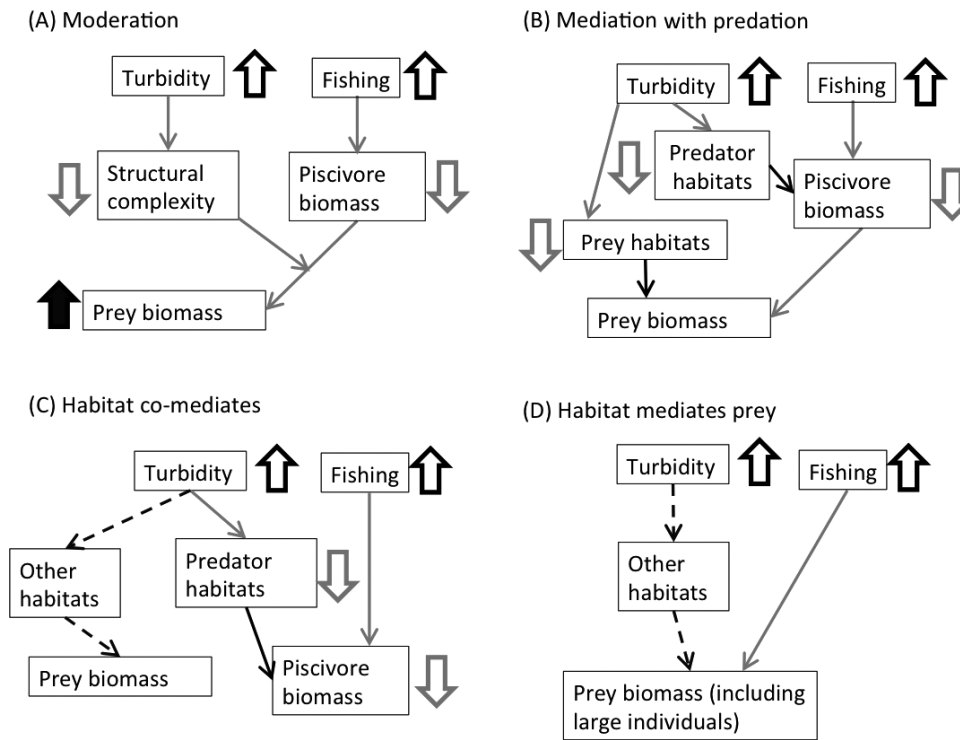 (A) Moderation
Turbidity
Fishing
Structural
complexity
Piscivore
biomass
Prey biomass
(B) Mediation with predation
Turbidity
Fishing
Predator
habitats
Piscivore
biomass
Prey habitats
Prey biomass
(C) Habitat co-mediates
Turbidity
Fishing
Other
habitats
Predator
habitats
Prey biomass
Piscivore
biomass
(D) Habitat mediates prey
Turbidity
Fishing
Other
habitats
Prey biomass (including
large individuals)